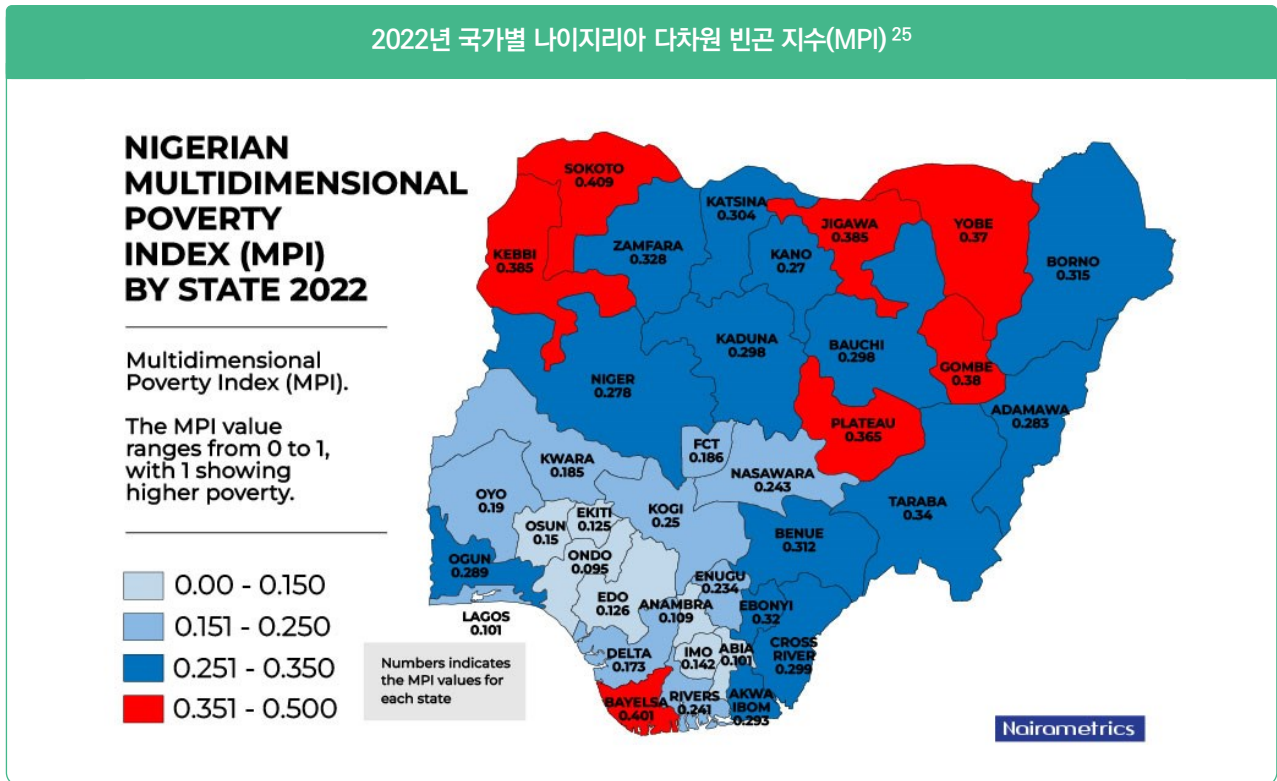 2022년 국가별 나이지리아 다차원 빈곤 지수(MPI) 25
NIGERIAN
MULTIDIMENSIONAL
POVERTY
INDEX (MPI)
BY STATE 2022
Multidimensional
Poverty Index (MPI).
The MPI value
ranges from 0 to 1,
with 1 showing
higher poverty.
0.00 - 0.150
0.151 - 0.250
0.251 - 0.350
0.351 - 0.500
Numbers indicates
the MPI values for
each state
SOKOTO
0.409
KEBBI
0.385
ZAMFARA
0.328
KATSINA
0.304
KANO
0.27
JIGAWA
0.385
YOBE
0.37
BORNO
0.315
KADUNA
0.298
BAUCHI
0.298
GOMBE
0.38
NIGER
0.278
PLATEAU
0.365
ADAMAWA
0.283
FCT
0.186
KWARA
0.185
NASAWARA
0.243
OYO
0.19
KOGI
0.25
TARABA
0.34
EKITI
0.125
OSUN
0.15
BENUE
0.312
OGUN
0.289
ONDO
0.095
ENUGU
0.234
EDO
0.126
ANAMBRA
0.109
EBONYI
0.32
LAGOS
0.101
CROSS
RIVER
0.299
DELTA
0.173
IMO
0.142
ABIA
0.101
BAYELSA
0.401
RIVERS
0.241
AKWA
IBOM
0.293
Nairametrics